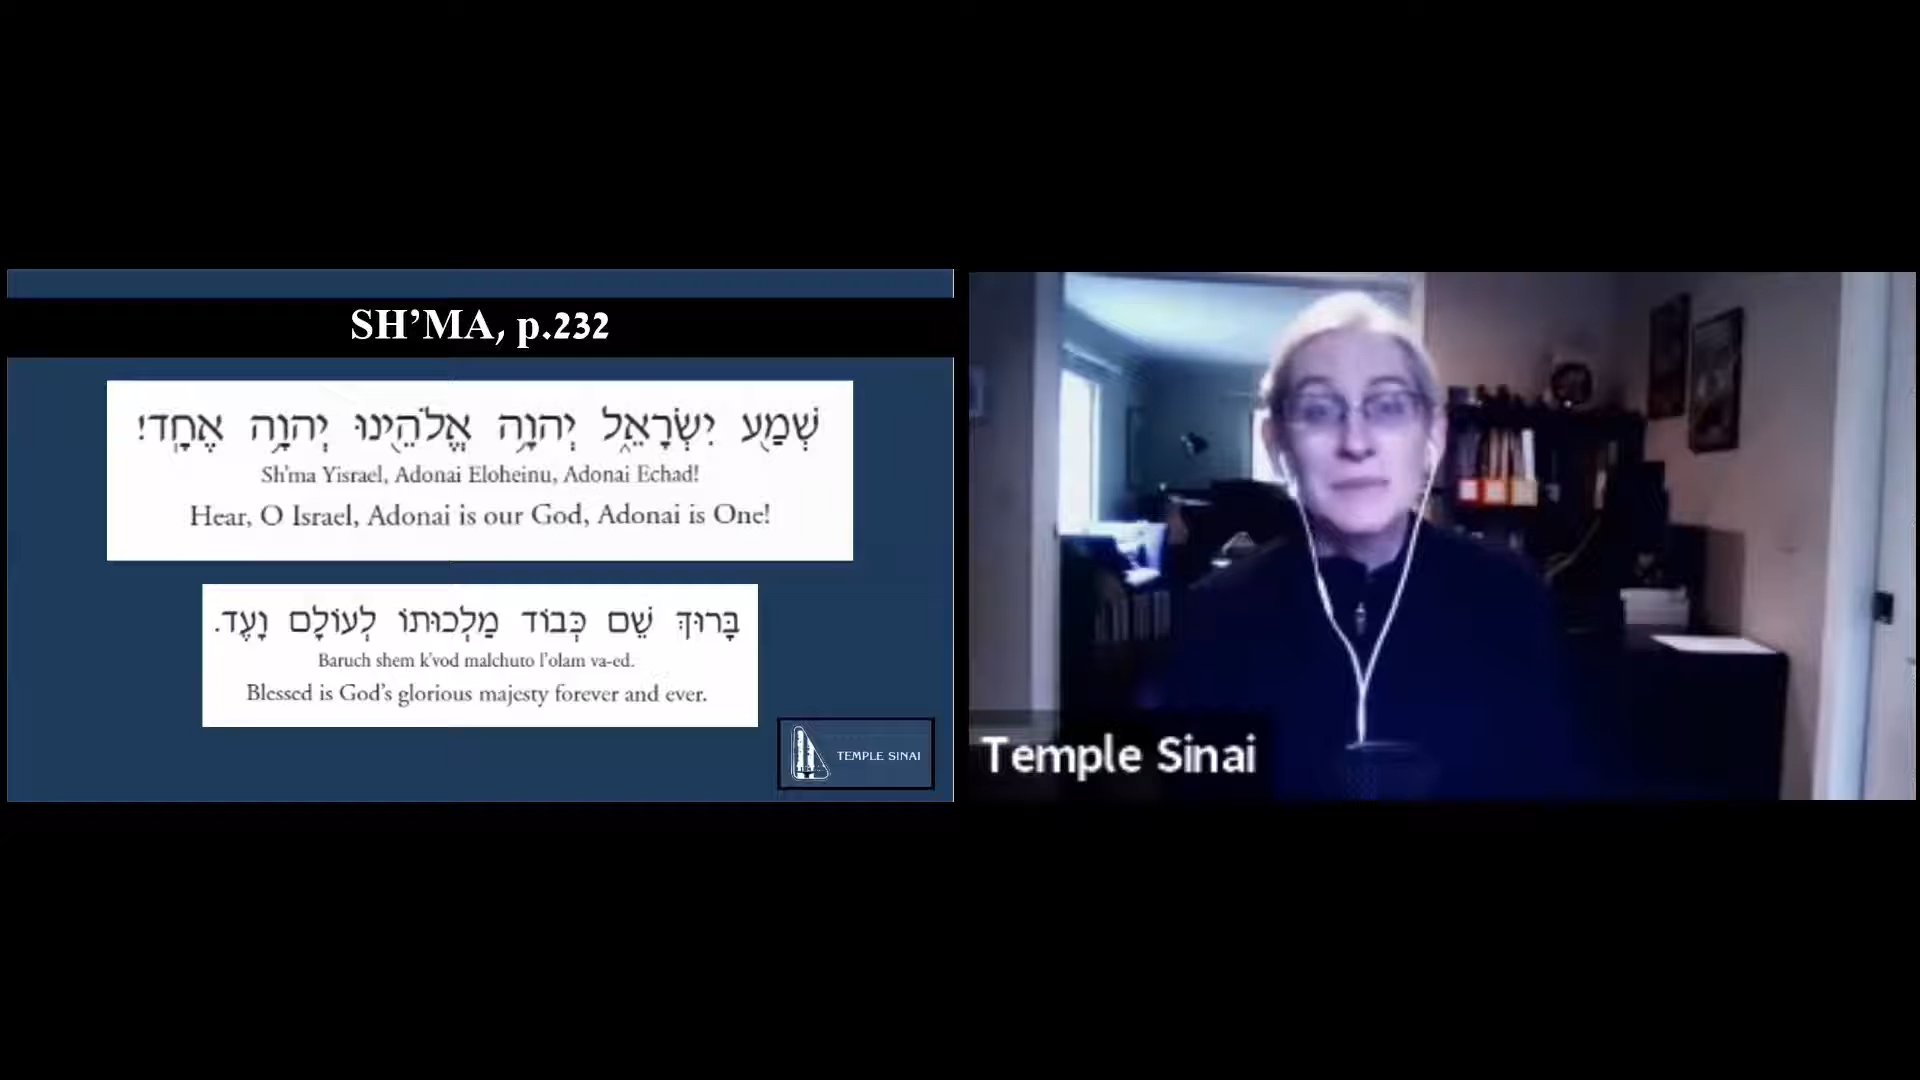 SH’MA, p.232
שְׁמַ֖ע יִשְׂרָאֵ֑ל יְהוָ֥ה אֱלֹהֵ֖ינוּ יְהוָ֥ה אֶחָֽד!
Sh'ma Yisrael, Adonai Eloheinu, Adonai Echad!
Hear, O Israel, Adonai is our God, Adonai is One!
בָּרוּךְ שֵׁם כְּבוֹד מַלְכוּתוֹ לְעוֹלָם וָעֶד.
Baruch shem k'vod malchuto l'olam va-ed.
Blessed is God's glorious majesty forever and ever.
TEMPLE SINAI
Temple Sinai